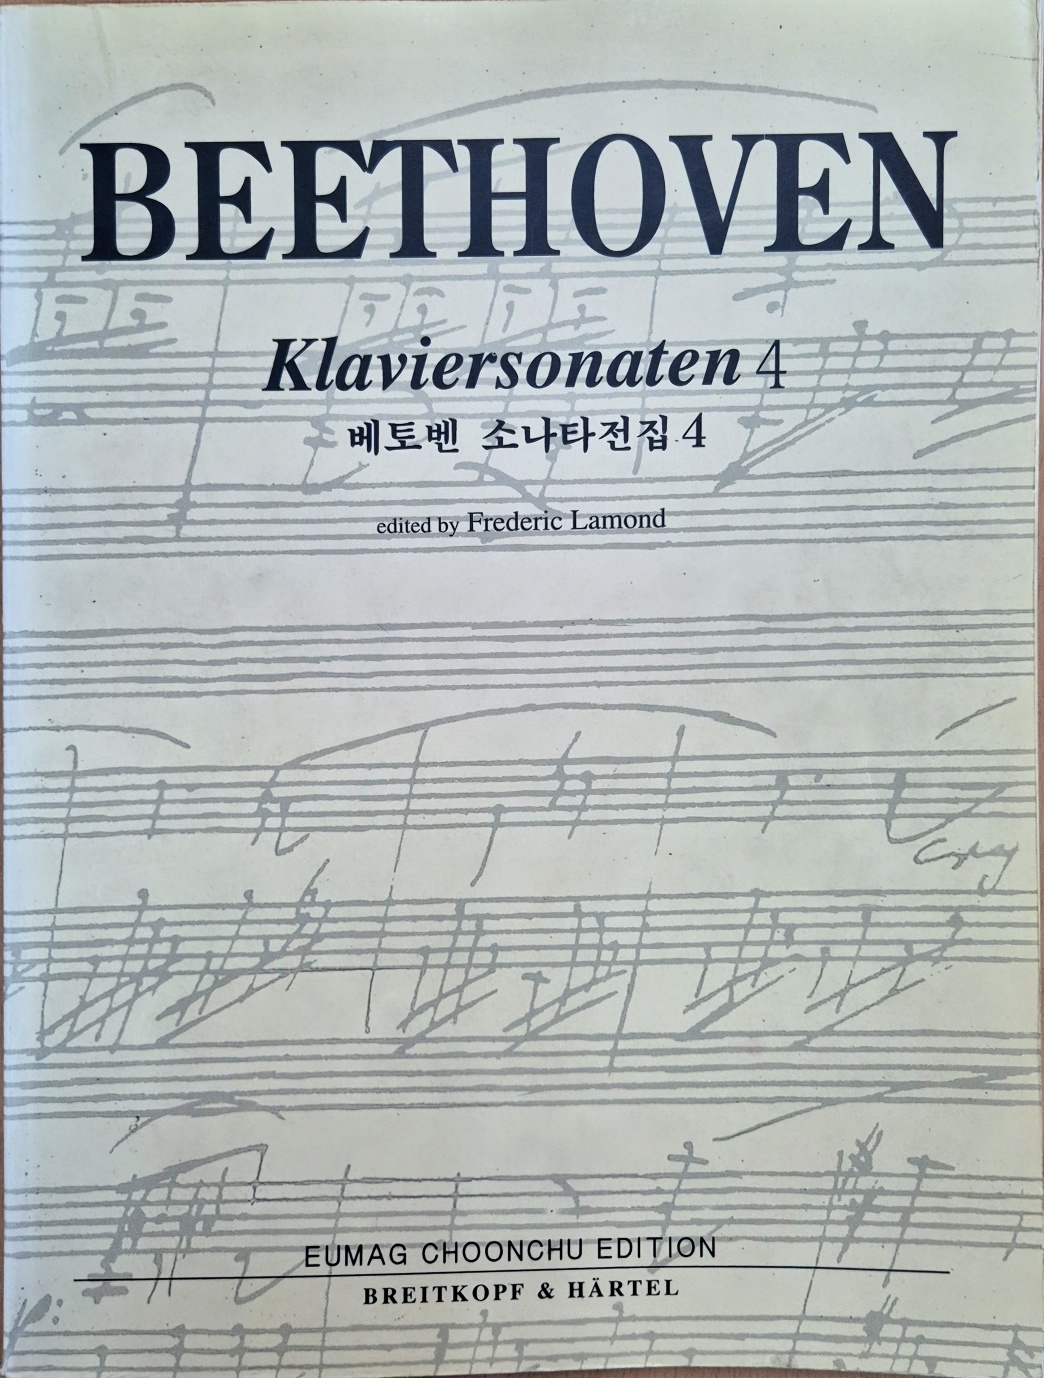 BEETHOVEN
Klaviersonaten 4
베토벤 소나타전집 4
edited by Frederic Lamond
EUMAG CHOONCHU EDITION
BREITKOPF & HÄRTEL